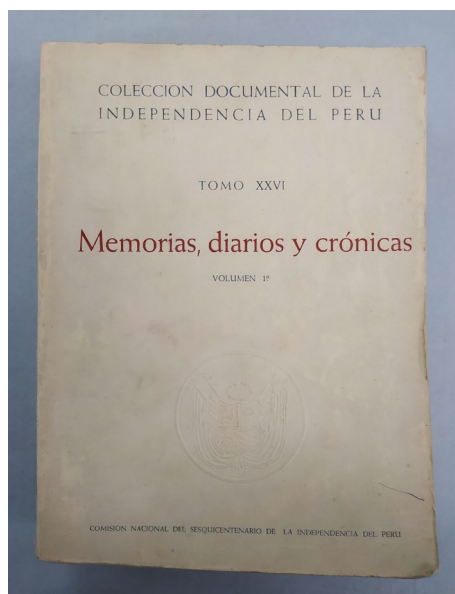 COLECCION DOCUMENTAL DE LA
INDEPENDENCIA DEL PERU
TOMO XXVI
Memorias, diarios y crónicas
VOLUMEN 1º
COMISION NACIONAL DEL SESQUICENTENARIO DE LA INDEPENDENCIA DEL PERU